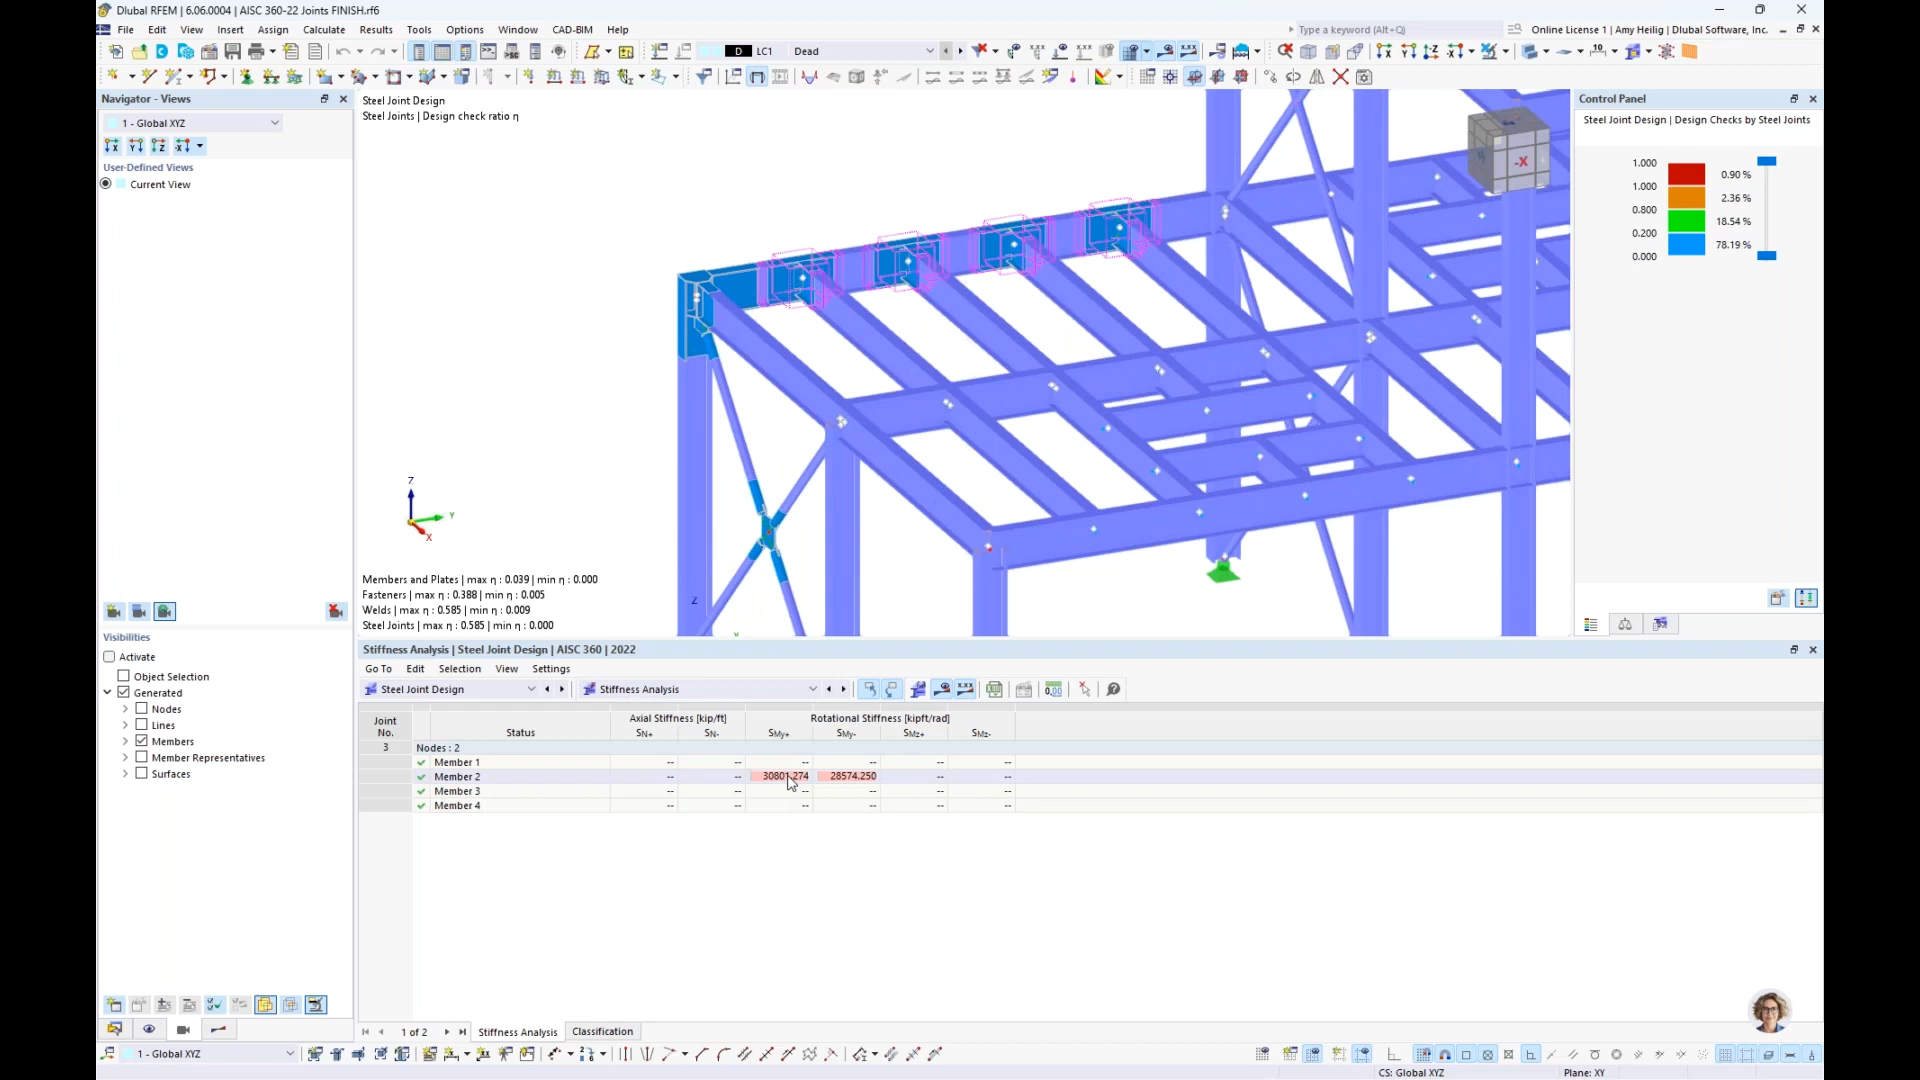 Dlubal RFEM | 6.06.0004 | AISC 360-22 Joints FINISH.rf6
File Edit View Insert Assign Calculate Results Tools Options Window CAD-BIM Help
Type a keyword (Alt+Q)
Online License 1 | Amy Heilig | Dlubal Software, Inc.
D LC1 Dead
Navigator - Views
1 - Global XYZ
User-Defined Views
Current View
Visibilities
Activate
Object Selection
Generated
Nodes
Lines
Members
Member Representatives
Surfaces
1 - Global XYZ
Steel Joint Design
Steel Joints | Design check ratio η
Z
Y
X
Z
-X
Members and Plates | max η : 0.039 | min η : 0.000
Fasteners | max η : 0.388 | min η : 0.005
Welds | max η : 0.585 | min η : 0.009
Steel Joints | max η : 0.585 | min η : 0.000
Control Panel
Steel Joint Design | Design Checks by Steel Joints
1.000
0.90 %
1.000
2.36 %
0.800
18.54 %
0.200
78.19 %
0.000
Stiffness Analysis | Steel Joint Design | AISC 360 | 2022
Go To Edit Selection View Settings
Steel Joint Design
Stiffness Analysis
Joint No. Status Axial Stiffness [kip/ft] Rotational Stiffness [kipft/rad]
SN+ SN- SMy+ SMy- SMz+ SMz-
3 Nodes : 2
Member 1 -- -- -- -- -- --
Member 2 -- -- 30801.274 28574.250 -- --
Member 3 -- -- -- -- -- --
Member 4 -- -- -- -- -- --
1 of 2 Stiffness Analysis Classification
CS: Global XYZ Plane: XY